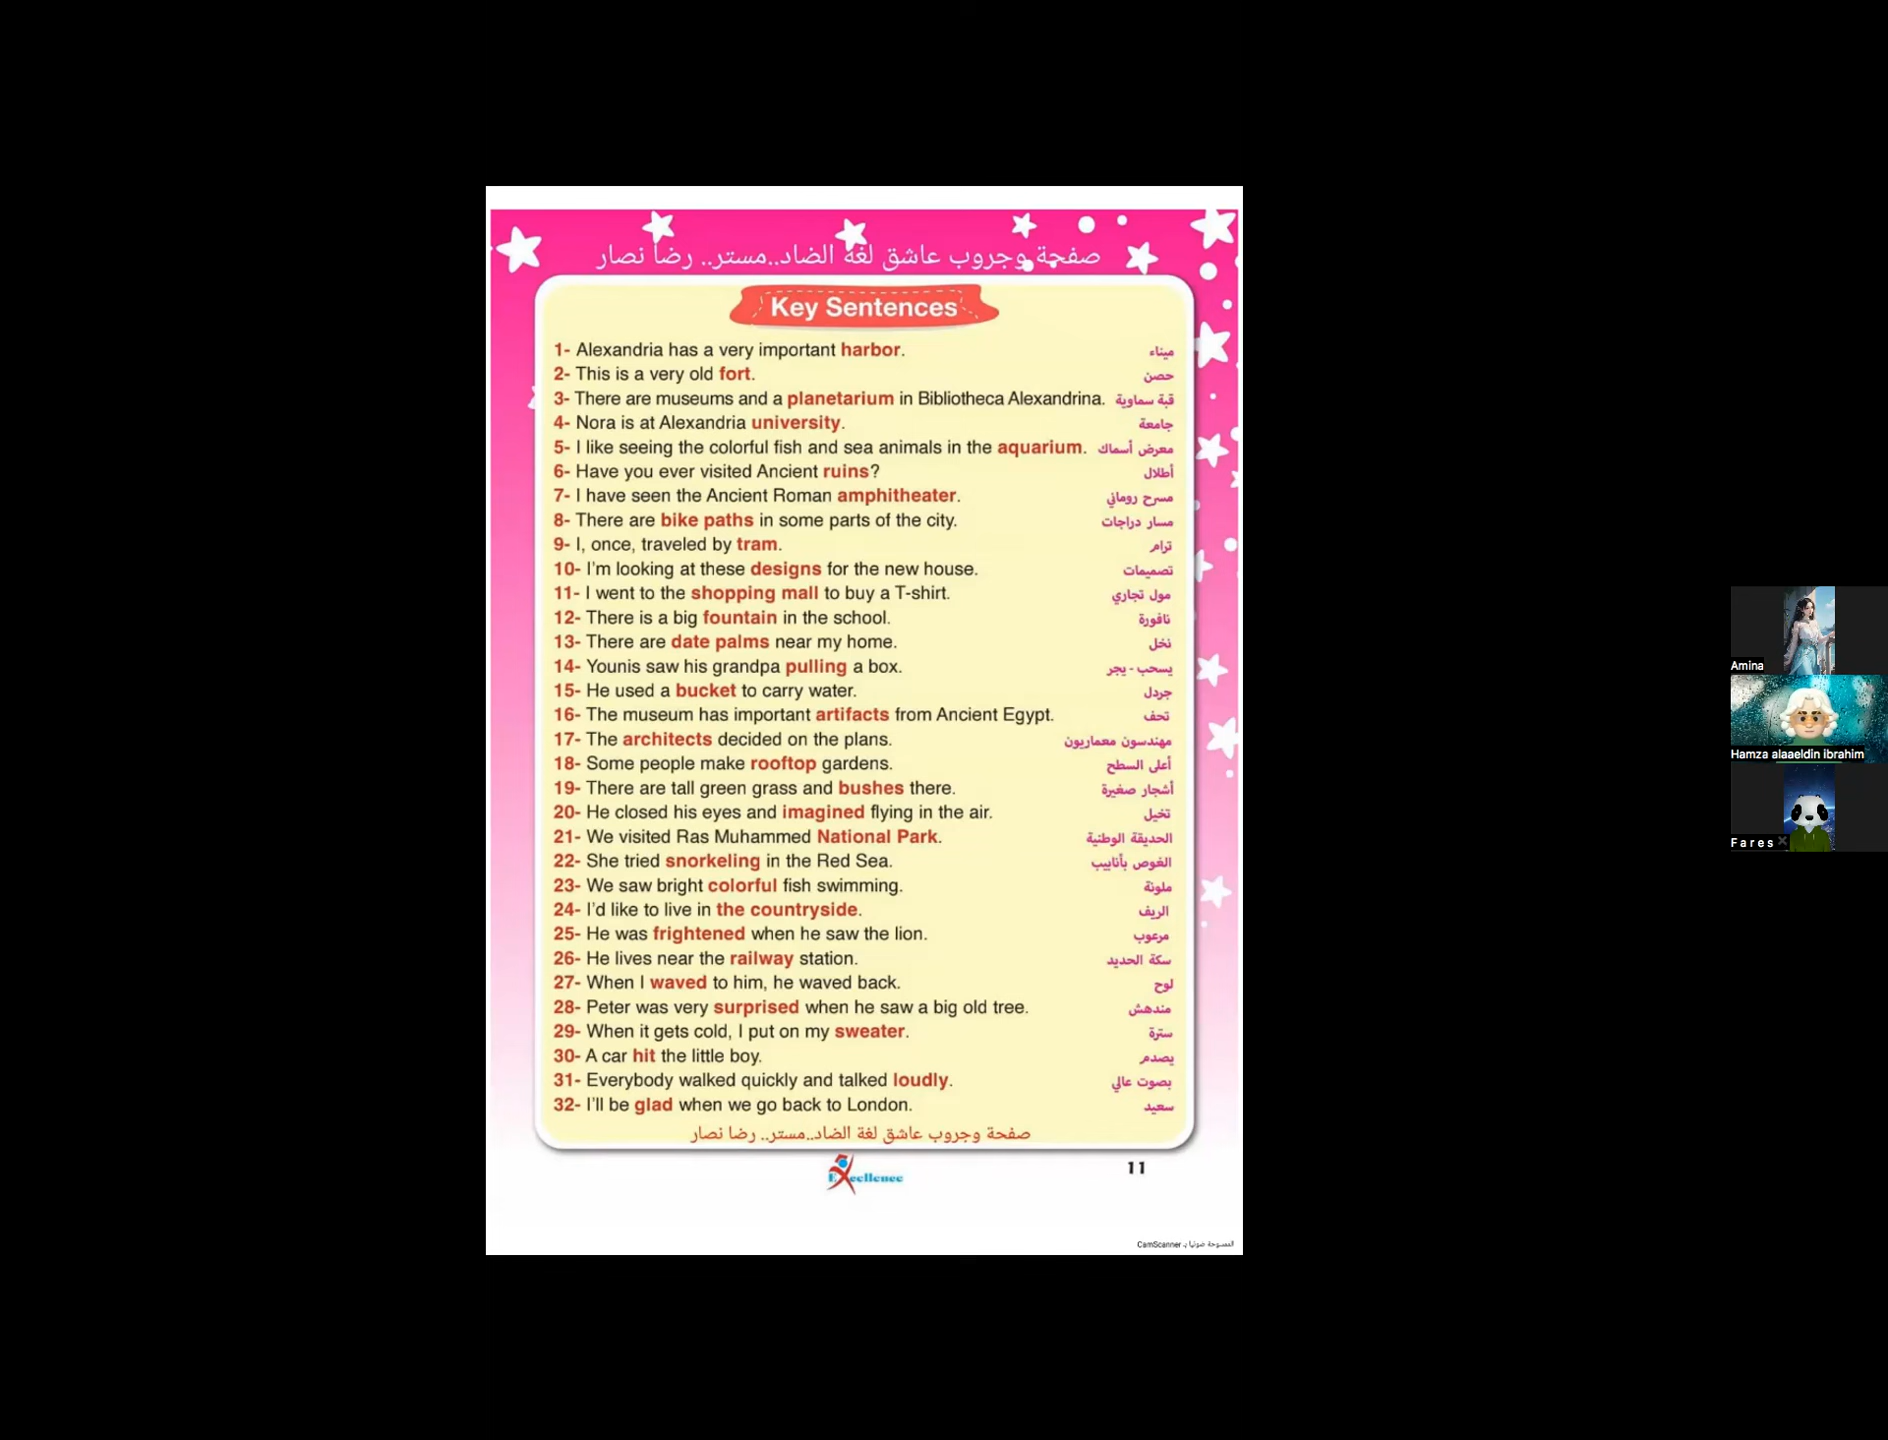 صفحة وجروب عاشق لغة الضاد..مستر.. رضا نصار
Key Sentences
1- Alexandria has a very important harbor. ميناء
2- This is a very old fort. حصن
3- There are museums and a planetarium in Bibliotheca Alexandrina. قبة سماوية
4- Nora is at Alexandria university. جامعة
5- I like seeing the colorful fish and sea animals in the aquarium. معرض أسماك
6- Have you ever visited Ancient ruins? أطلال
7- I have seen the Ancient Roman amphitheater. مسرح روماني
8- There are bike paths in some parts of the city. مسار دراجات
9- I, once, traveled by tram. ترام
10- I'm looking at these designs for the new house. تصميمات
11- I went to the shopping mall to buy a T-shirt. مول تجاري
12- There is a big fountain in the school. نافورة
13- There are date palms near my home. نخل
14- Younis saw his grandpa pulling a box. يسحب - يجر
15- He used a bucket to carry water. جردل
16- The museum has important artifacts from Ancient Egypt. تحف
17- The architects decided on the plans. مهندسون معماريون
18- Some people make rooftop gardens. أعلى السطح
19- There are tall green grass and bushes there. أشجار صغيرة
20- He closed his eyes and imagined flying in the air. تخيل
21- We visited Ras Muhammed National Park. الحديقة الوطنية
22- She tried snorkeling in the Red Sea. الغوص بأنابيب
23- We saw bright colorful fish swimming. ملونة
24- I'd like to live in the countryside. الريف
25- He was frightened when he saw the lion. مرعوب
26- He lives near the railway station. سكة الحديد
27- When I waved to him, he waved back. لوح
28- Peter was very surprised when he saw a big old tree. مندهش
29- When it gets cold, I put on my sweater. سترة
30- A car hit the little boy. يصدم
31- Everybody walked quickly and talked loudly. بصوت عالي
32- I'll be glad when we go back to London. سعيد
صفحة وجروب عاشق لغة الضاد..مستر.. رضا نصار
Excellence
11
الممسوحة ضوئيا بـ CamScanner
Amina
Hamza alaaeldin ibrahim
Fares